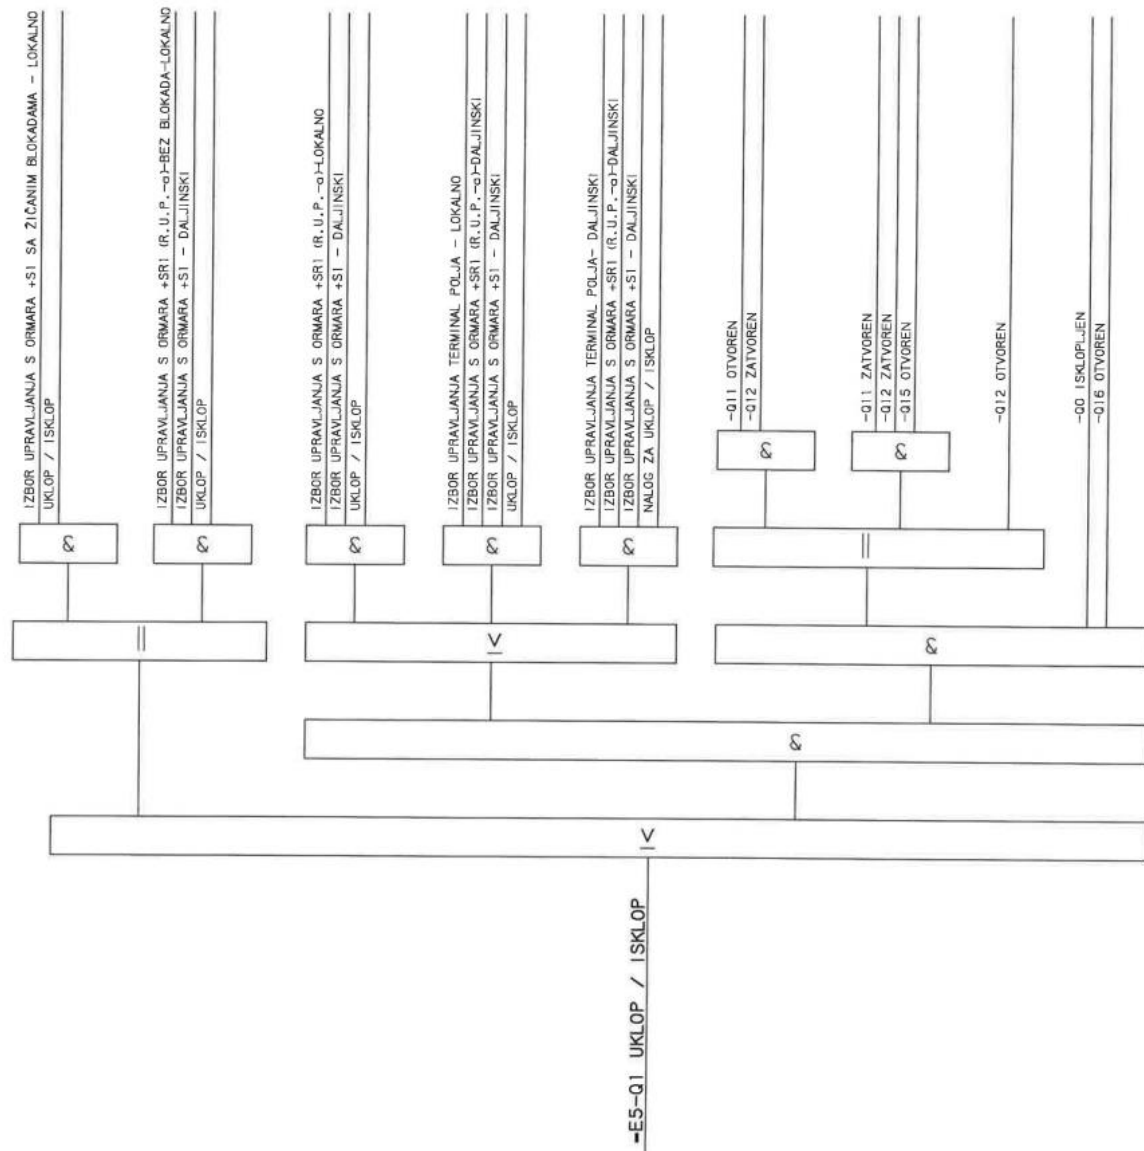 IZBOR UPRAVLJANJA S ORMARA +S1 SA ŽIČANIM BLOKADAMA - LOKALNO
UKLOP / ISKLOP
&
IZBOR UPRAVLJANJA S ORMARA +SR1 (R.U.P.-a)-BEZ BLOKADA-LOKALNO
IZBOR UPRAVLJANJA S ORMARA +S1 - DALJINSKI
UKLOP / ISKLOP
&
||
IZBOR UPRAVLJANJA S ORMARA +SR1 (R.U.P.-a)-LOKALNO
IZBOR UPRAVLJANJA S ORMARA +S1 - DALJINSKI
UKLOP / ISKLOP
&
IZBOR UPRAVLJANJA TERMINAL POLJA - LOKALNO
IZBOR UPRAVLJANJA S ORMARA +SR1 (R.U.P.-a)-DALJINSKI
IZBOR UPRAVLJANJA S ORMARA +S1 - DALJINSKI
UKLOP / ISKLOP
&
IZBOR UPRAVLJANJA TERMINAL POLJA- DALJINSKI
IZBOR UPRAVLJANJA S ORMARA +SR1 (R.U.P.-a)-DALJINSKI
IZBOR UPRAVLJANJA S ORMARA +S1 - DALJINSKI
NALOG ZA UKLOP / ISKLOP
&
V
-Q11 OTVOREN
-Q12 ZATVOREN
&
-Q11 ZATVOREN
-Q12 ZATVOREN
-Q15 OTVOREN
&
-Q12 OTVOREN
||
-Q0 ISKLOPLJEN
-Q16 OTVOREN
&
&
V
-E5-Q1 UKLOP / ISKLOP